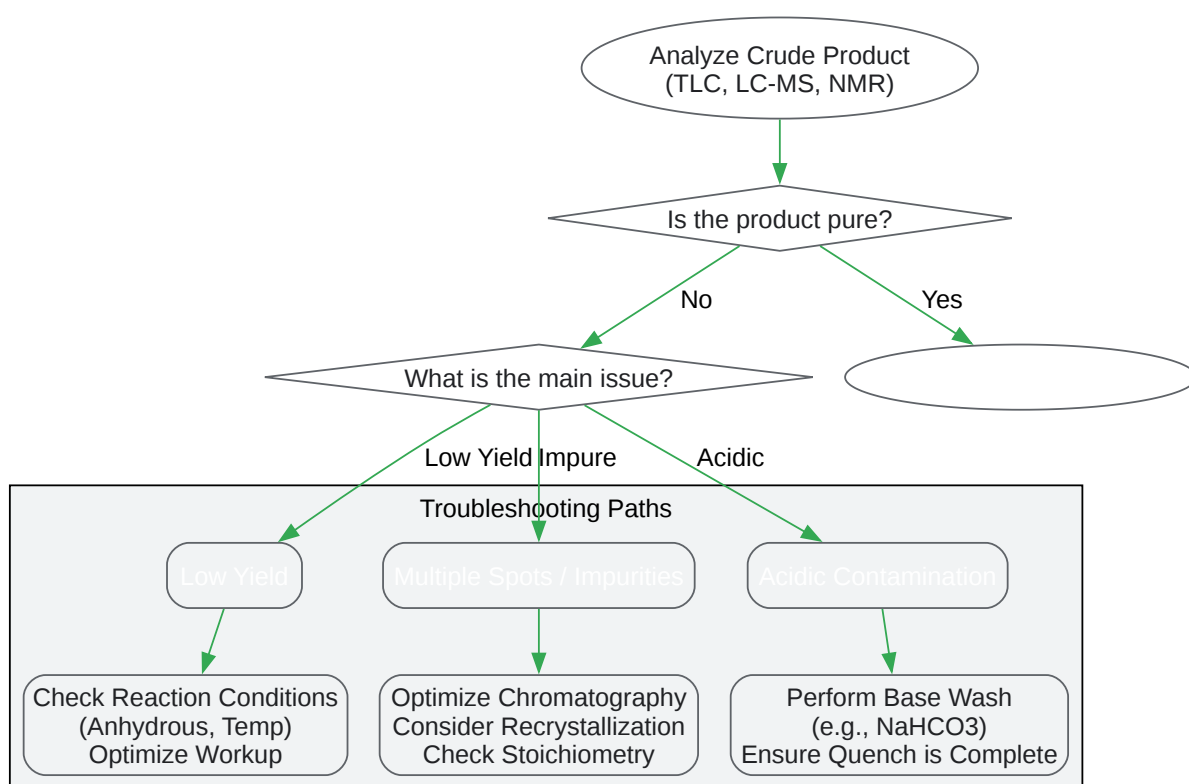 Analyze Crude Product
(TLC, LC-MS, NMR)
Is the product pure?
No
Yes
What is the main issue?
Low Yield
Impure
Acidic
Troubleshooting Paths
Low Yield
Multiple Spots / Impurities
Acidic Contamination
Check Reaction Conditions
(Anhydrous, Temp)
Optimize Workup
Optimize Chromatography
Consider Recrystallization
Check Stoichiometry
Perform Base Wash
(e.g., NaHCO3)
Ensure Quench is Complete